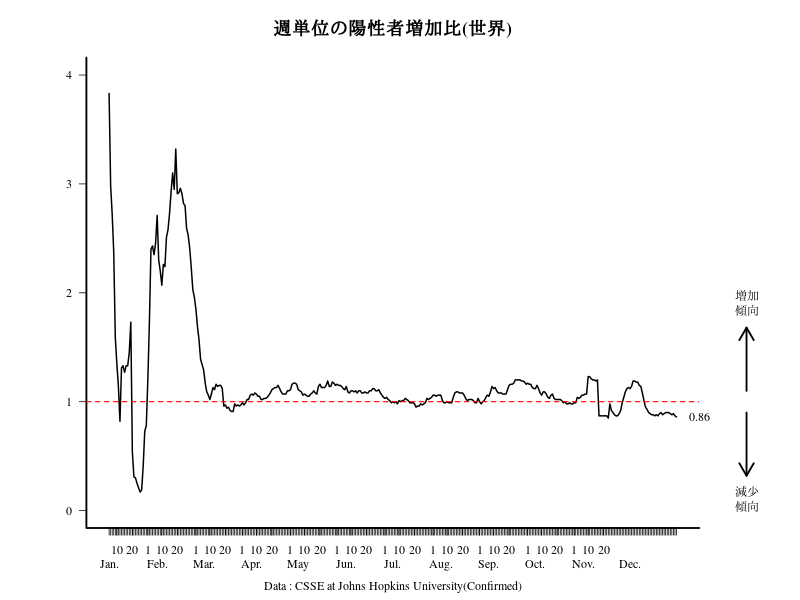 週単位の陽性者増加比(世界)
4
3
2
1
0
増加
傾向
0.86
減少
傾向
10 20 1 10 20 1 10 20 1 10 20 1 10 20 1 10 20 1 10 20 1 10 20 1 10 20 1 10 20 1 10 20
Jan. Feb. Mar. Apr. May Jun. Jul. Aug. Sep. Oct. Nov. Dec.
Data : CSSE at Johns Hopkins University(Confirmed)